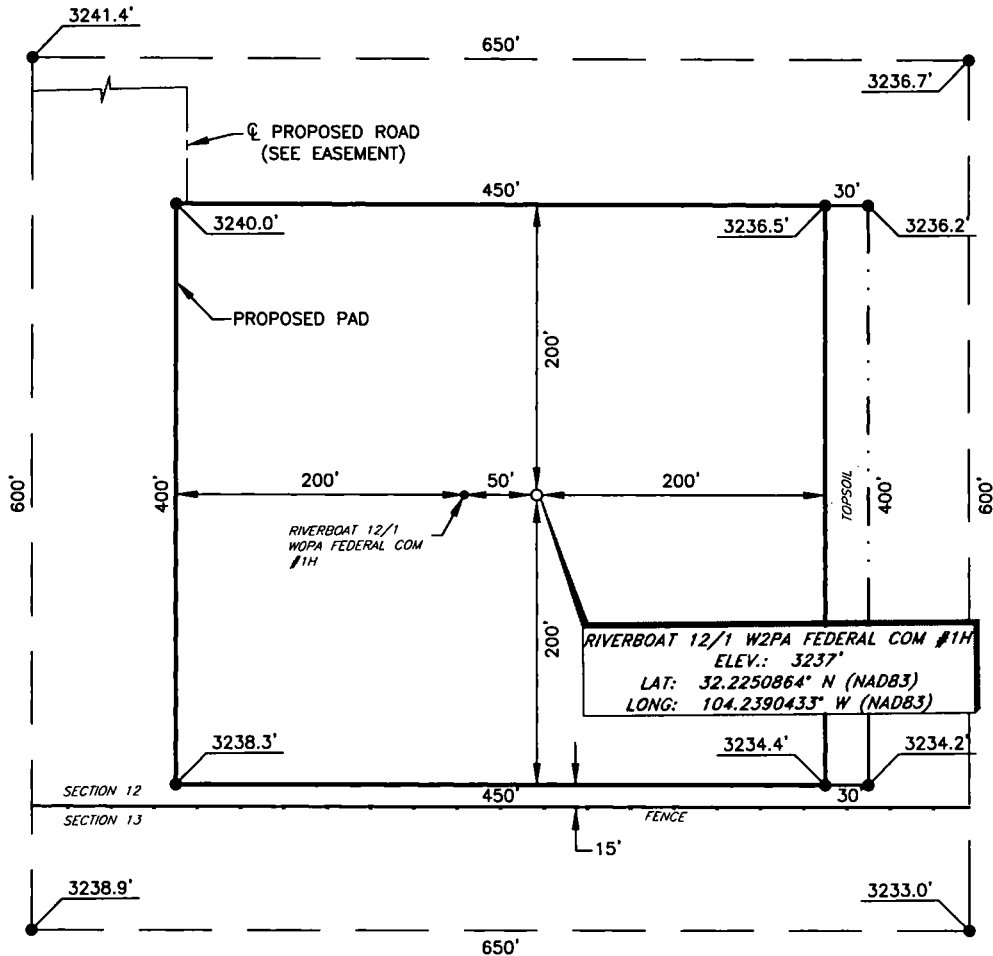 3241.4'
650'
3236.7'
℄ PROPOSED ROAD
(SEE EASEMENT)
450'
30'
3240.0'
3236.5'
3236.2'
PROPOSED PAD
200'
600'
400'
200'
50'
200'
TOPSOIL
400'
600'
RIVERBOAT 12/1
WOPA FEDERAL COM
#1H
200'
RIVERBOAT 12/1 W2PA FEDERAL COM #1H
ELEV.: 3237'
LAT: 32.2250864° N (NAD83)
LONG: 104.2390433° W (NAD83)
3238.3'
3234.4'
3234.2'
SECTION 12
450'
30'
SECTION 13
FENCE
15'
3238.9'
3233.0'
650'